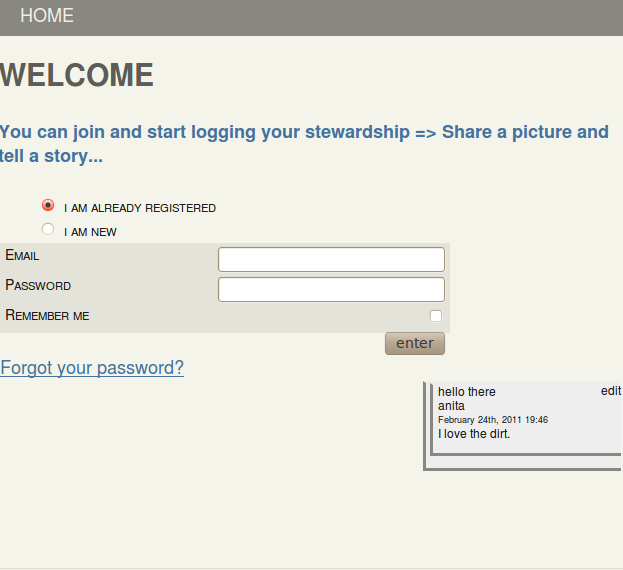 HOME
WELCOME
You can join and start logging your stewardship => Share a picture and
tell a story...
I AM ALREADY REGISTERED
I AM NEW
EMAIL
PASSWORD
REMEMBER ME
enter
Forgot your password?
hello there edit
anita
February 24th, 2011 19:46
I love the dirt.